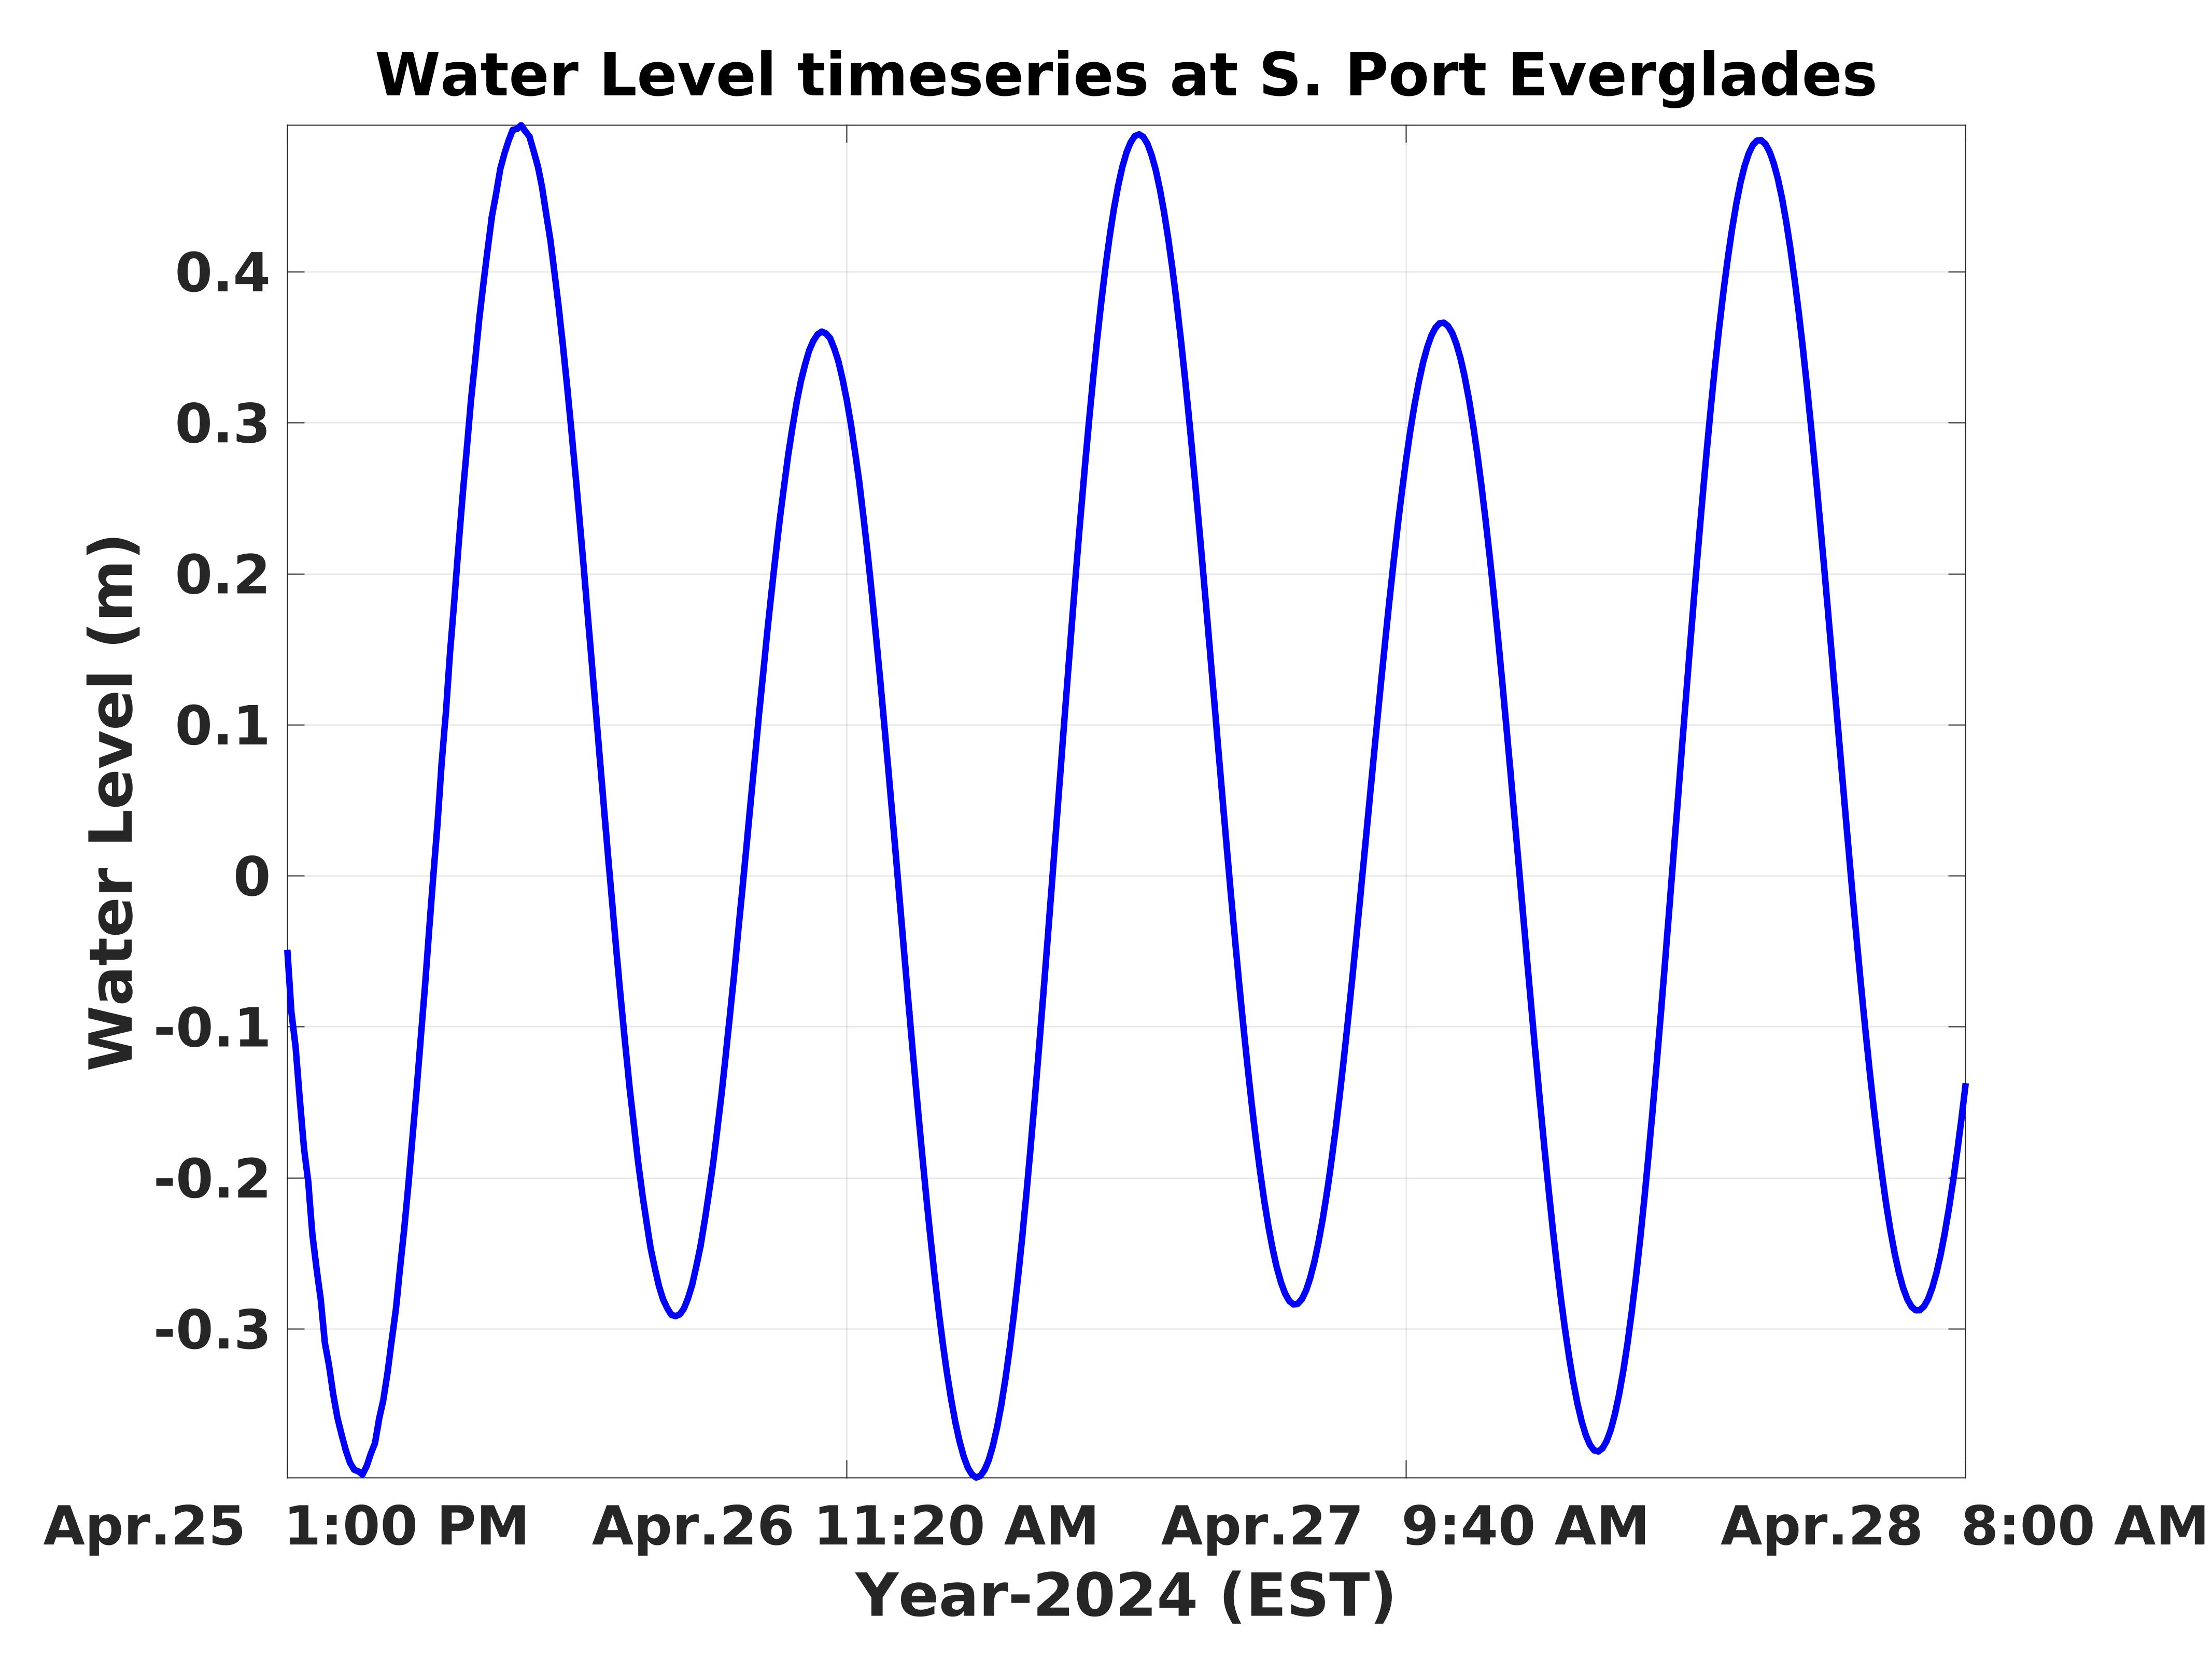 Water Level timeseries at S. Port Everglades
Water Level (m)
0.4
0.3
0.2
0.1
0
-0.1
-0.2
-0.3
Apr.25 1:00 PM Apr.26 11:20 AM Apr.27 9:40 AM Apr.28 8:00 AM
Year-2024 (EST)